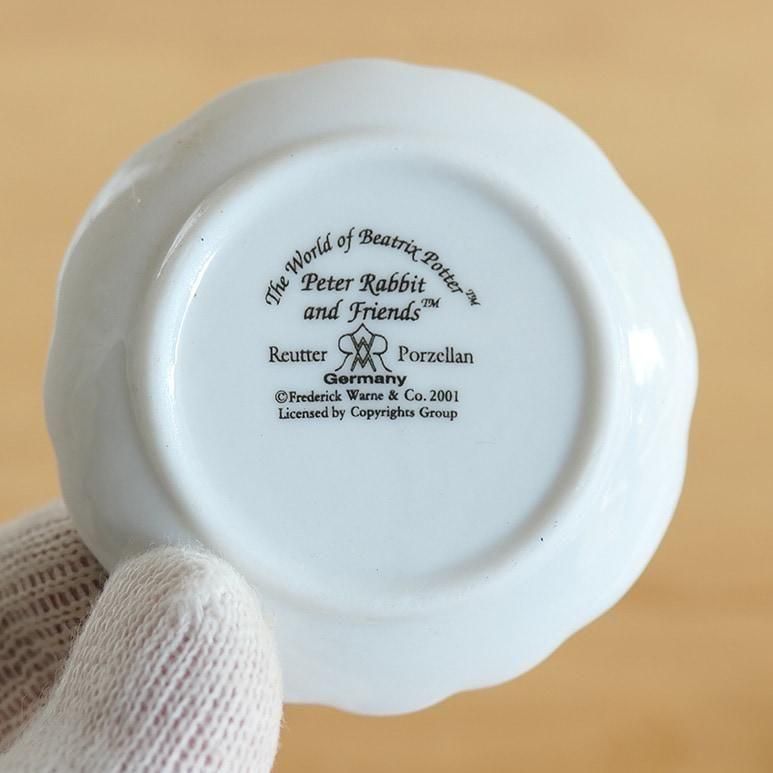 The World of Beatrix Potter™
Peter Rabbit
and Friends™
Reutter Porzellan
Germany
©Frederick Warne & Co. 2001
Licensed by Copyrights Group